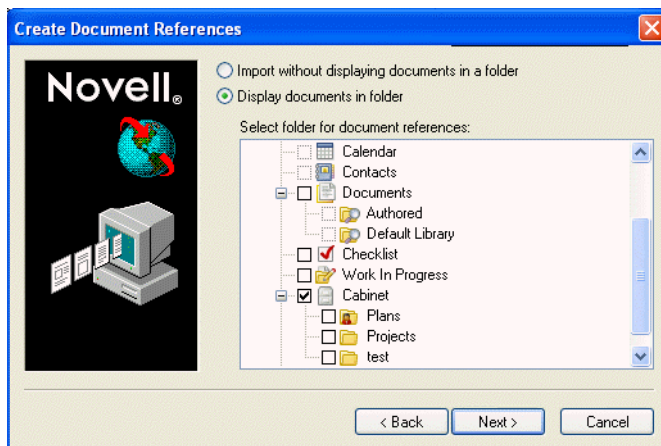 Create Document References
Novell®
Import without displaying documents in a folder
Display documents in folder
Select folder for document references:
Calendar
Contacts
Documents
Authored
Default Library
Checklist
Work In Progress
Cabinet
Plans
Projects
test
< Back
Next >
Cancel